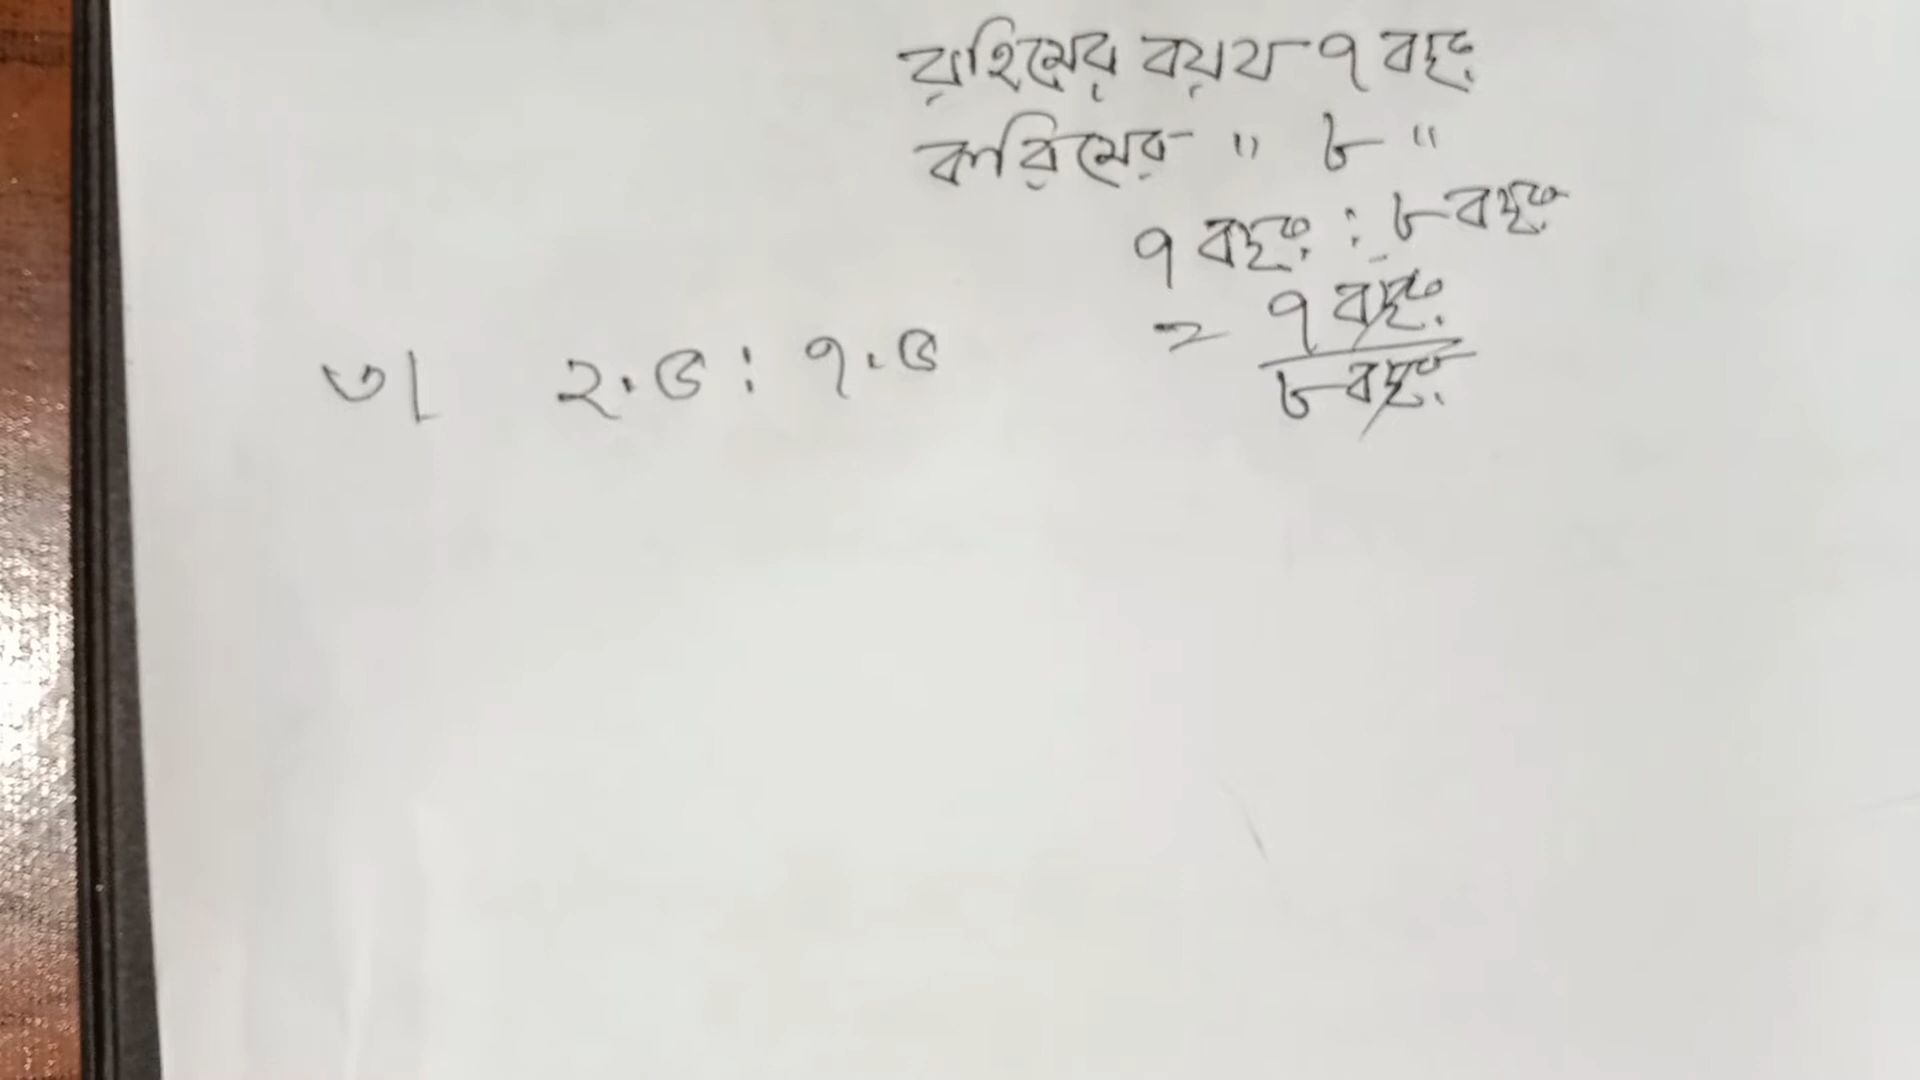 রহিমের বয়স ৭ বছর
করিমের " ৮ "
৭ বছর : ৮ বছর
= ৭ বছর
৮ বছর
৩। ২.৫ : ৭.৫